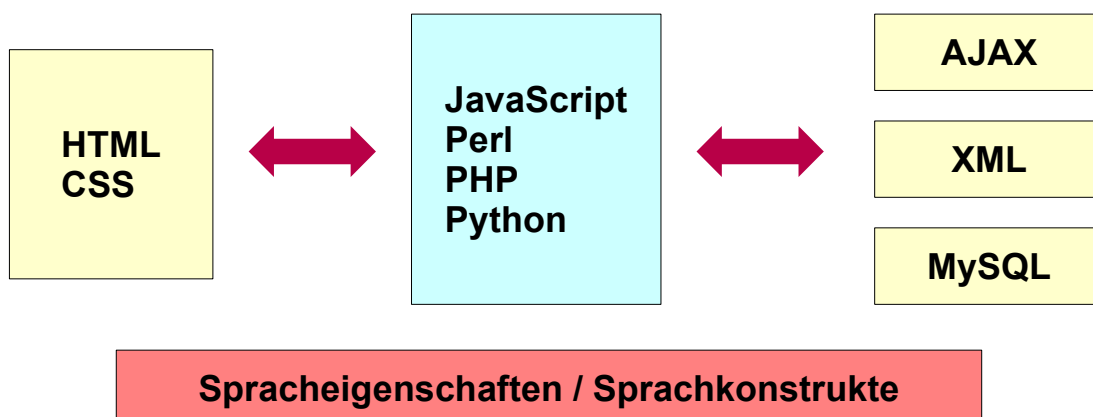 HTML
CSS
JavaScript
Perl
PHP
Python
AJAX
XML
MySQL
Spracheigenschaften / Sprachkonstrukte